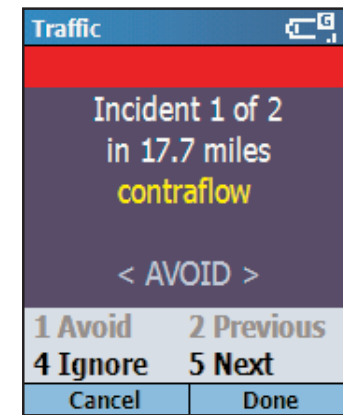 Traffic G
Incident 1 of 2
in 17.7 miles
contraflow
< AVOID >
1 Avoid 2 Previous
4 Ignore 5 Next
Cancel Done